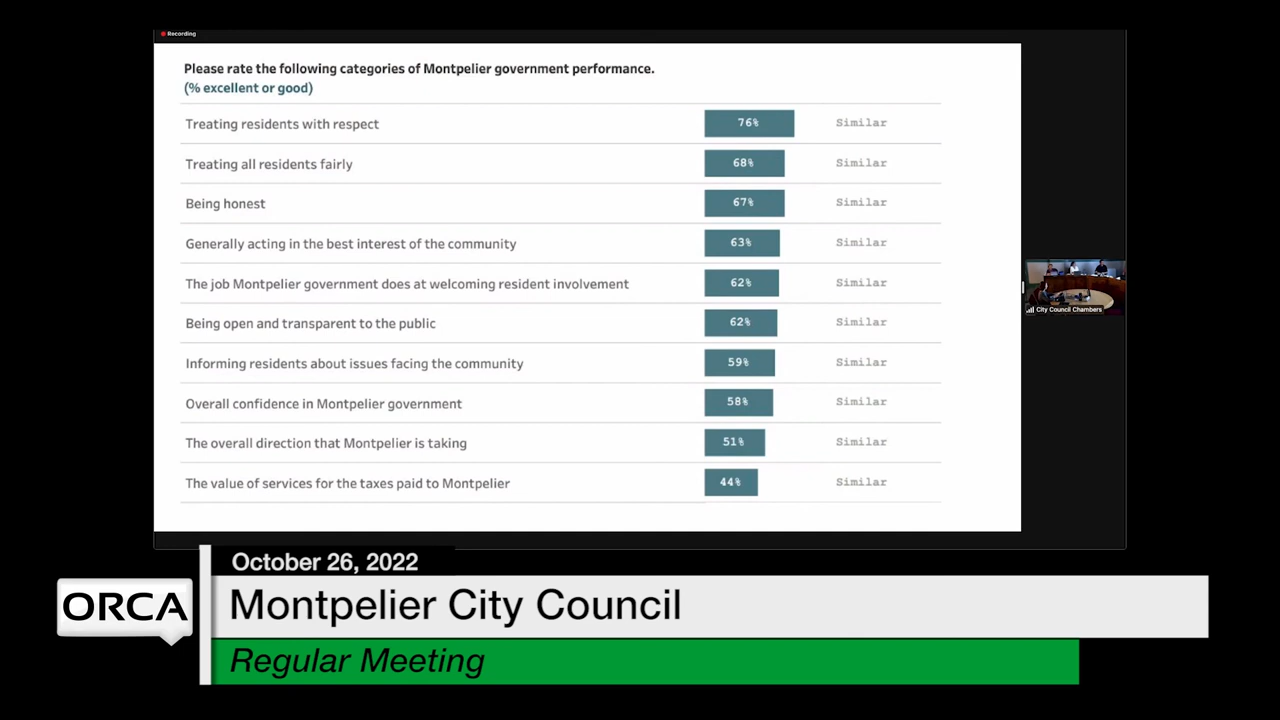 Recording
Please rate the following categories of Montpelier government performance.
(% excellent or good)
Treating residents with respect 76% Similar
Treating all residents fairly 68% Similar
Being honest 67% Similar
Generally acting in the best interest of the community 63% Similar
The job Montpelier government does at welcoming resident involvement 62% Similar
Being open and transparent to the public 62% Similar
Informing residents about issues facing the community 59% Similar
Overall confidence in Montpelier government 58% Similar
The overall direction that Montpelier is taking 51% Similar
The value of services for the taxes paid to Montpelier 44% Similar
City Council Chambers
October 26, 2022
ORCA
Montpelier City Council
Regular Meeting